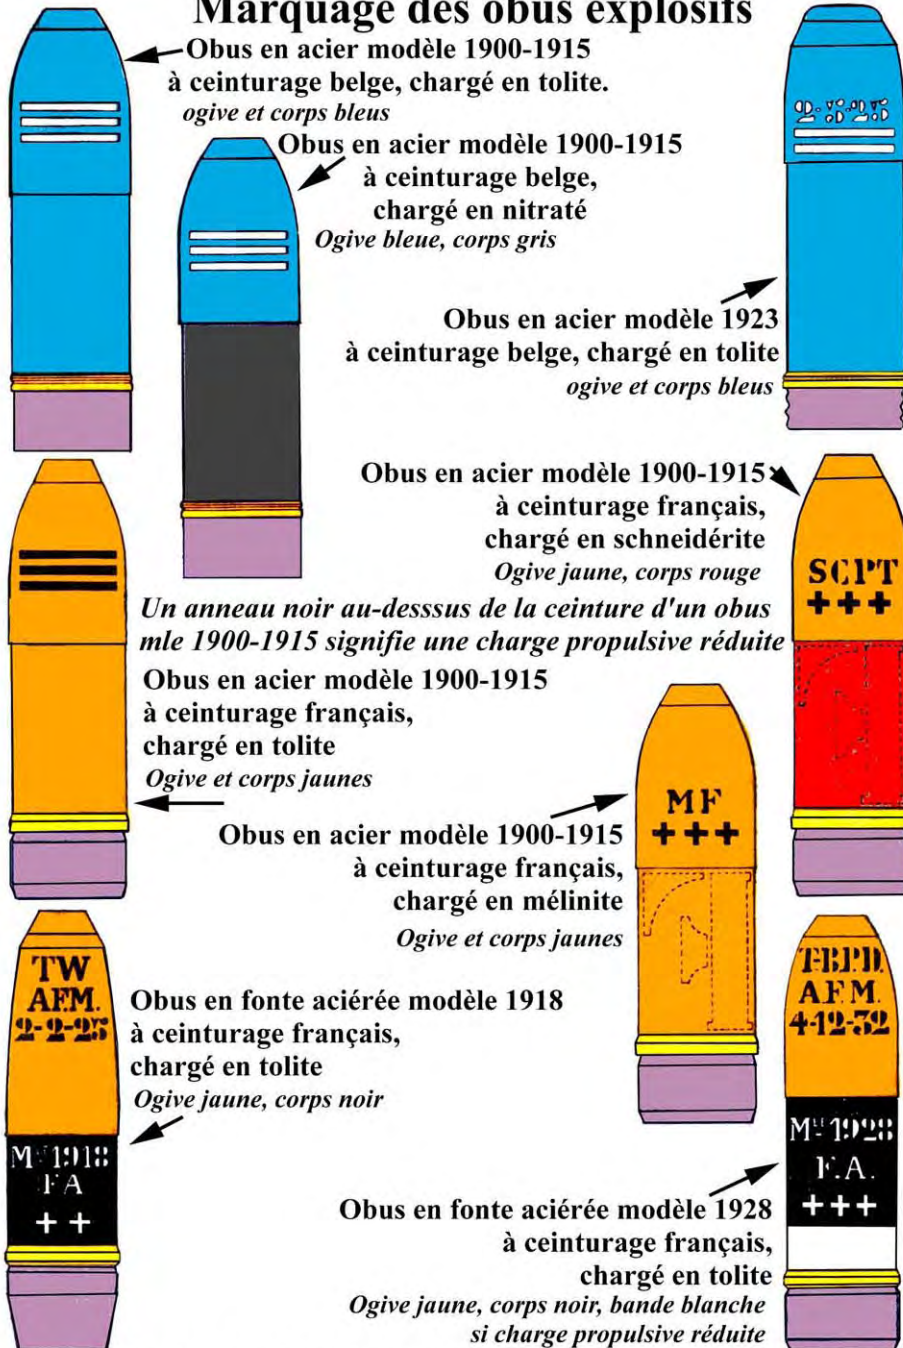 Marquage des obus explosifs
Obus en acier modèle 1900-1915
à ceinturage belge, chargé en tolite.
ogive et corps bleus
Obus en acier modèle 1900-1915
à ceinturage belge,
chargé en nitraté
Ogive bleue, corps gris
Obus en acier modèle 1923
à ceinturage belge, chargé en tolite
ogive et corps bleus
Obus en acier modèle 1900-1915
à ceinturage français,
chargé en schneidérite
Ogive jaune, corps rouge
SCPT
+++
Un anneau noir au-desssus de la ceinture d'un obus
mle 1900-1915 signifie une charge propulsive réduite
Obus en acier modèle 1900-1915
à ceinturage français,
chargé en tolite
Ogive et corps jaunes
MF
+++
Obus en acier modèle 1900-1915
à ceinturage français,
chargé en mélinite
Ogive et corps jaunes
TW
A.F.M.
2-2-25
Obus en fonte aciérée modèle 1918
à ceinturage français,
chargé en tolite
Ogive jaune, corps noir
Mle 1918
FA
++
T-BPD.
A.F.M.
4-12-32
Mle 1928
F.A.
+++
Obus en fonte aciérée modèle 1928
à ceinturage français,
chargé en tolite
Ogive jaune, corps noir, bande blanche
si charge propulsive réduite